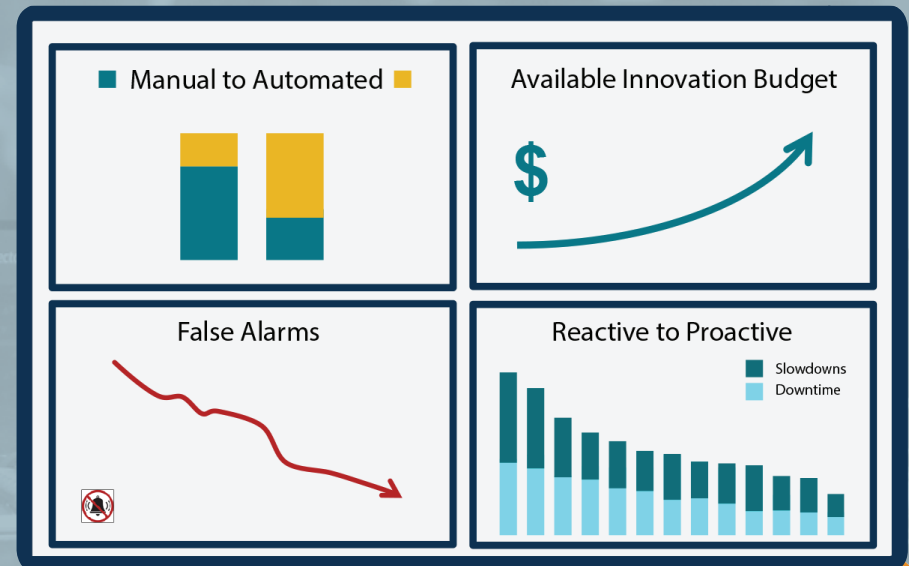 Manual to Automated
Available Innovation Budget
$
False Alarms
Reactive to Proactive
Slowdowns
Downtime